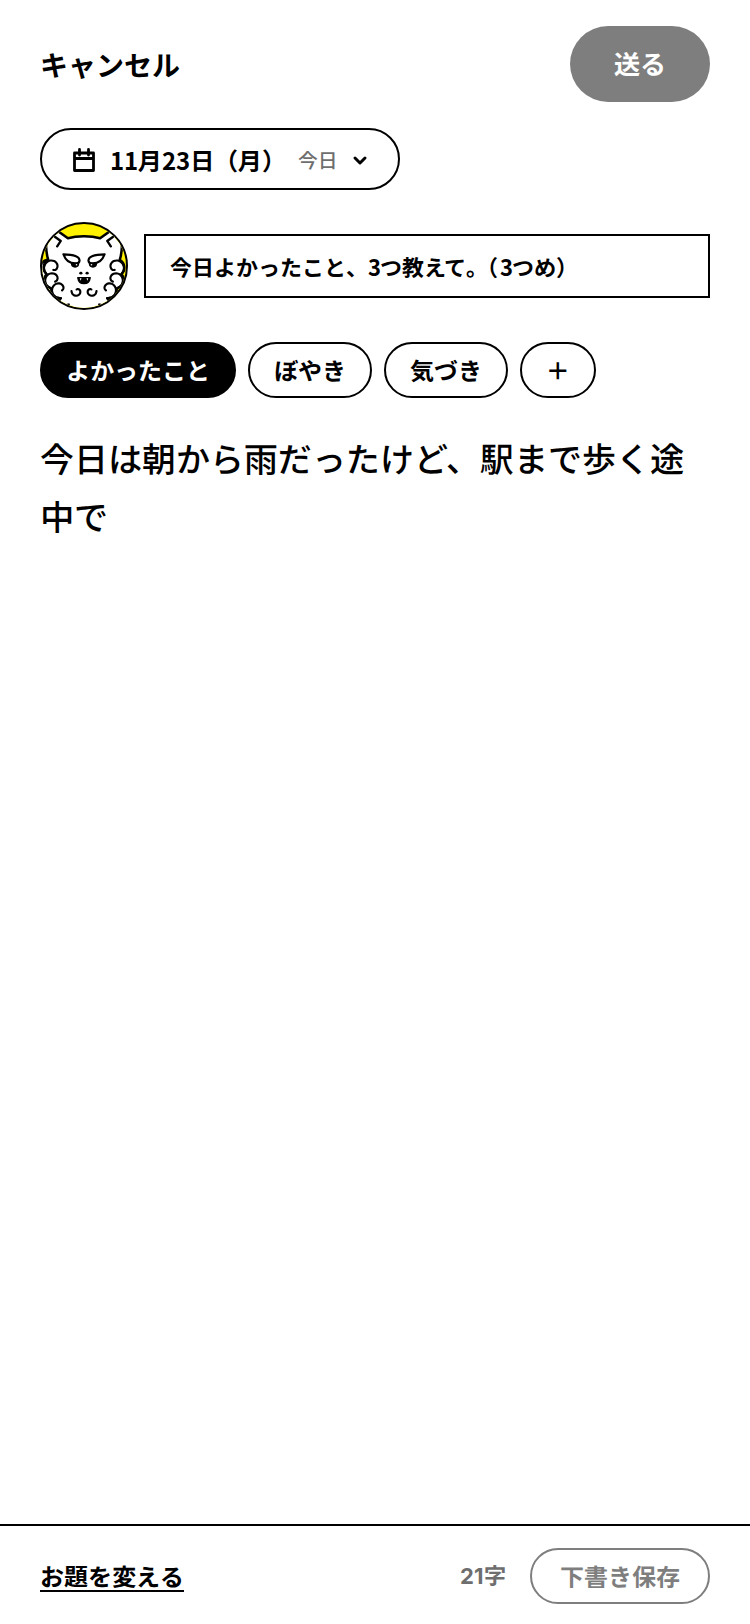 キャンセル
送る
11月23日（月） 今日
今日よかったこと、3つ教えて。（3つめ）
よかったこと
ぼやき
気づき
＋
今日は朝から雨だったけど、駅まで歩く途
中で
お題を変える
21字
下書き保存